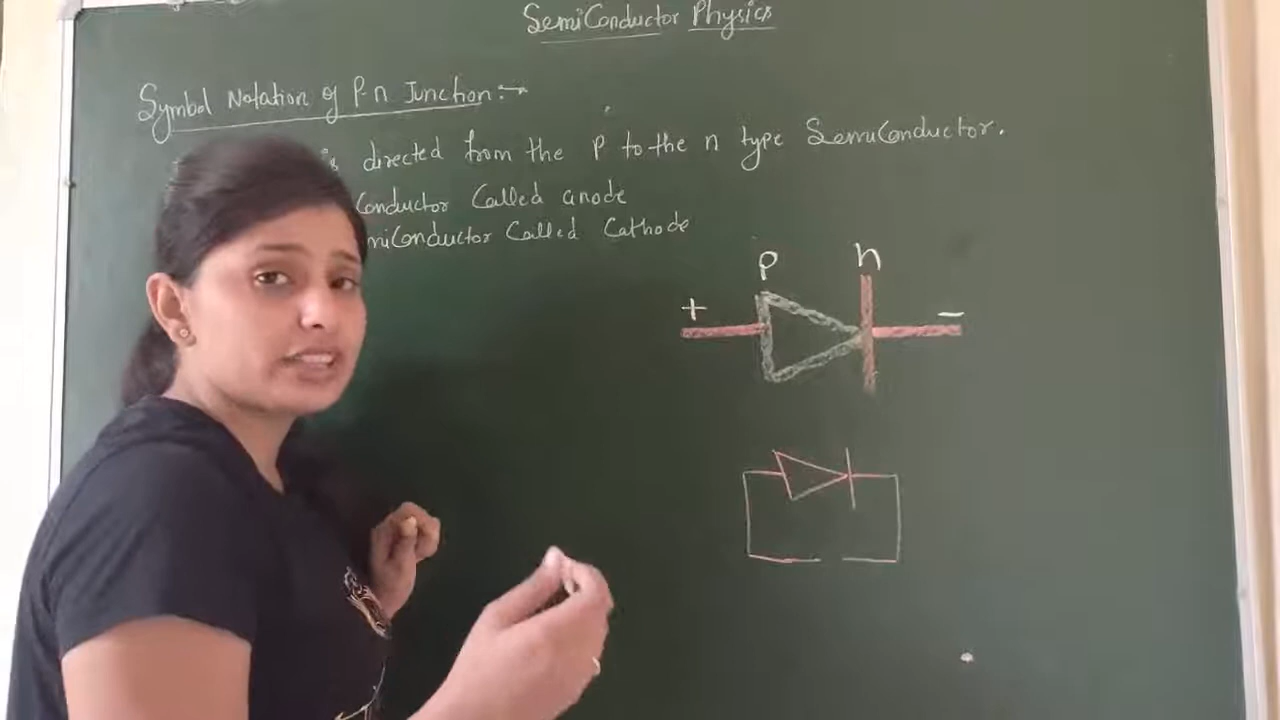 SemiConductor Physics
Symbol Notation of P-n Junction:→
is directed from the P to the n type SemiConductor.
Conductor Called anode
miConductor Called Cathode
P n
+ −